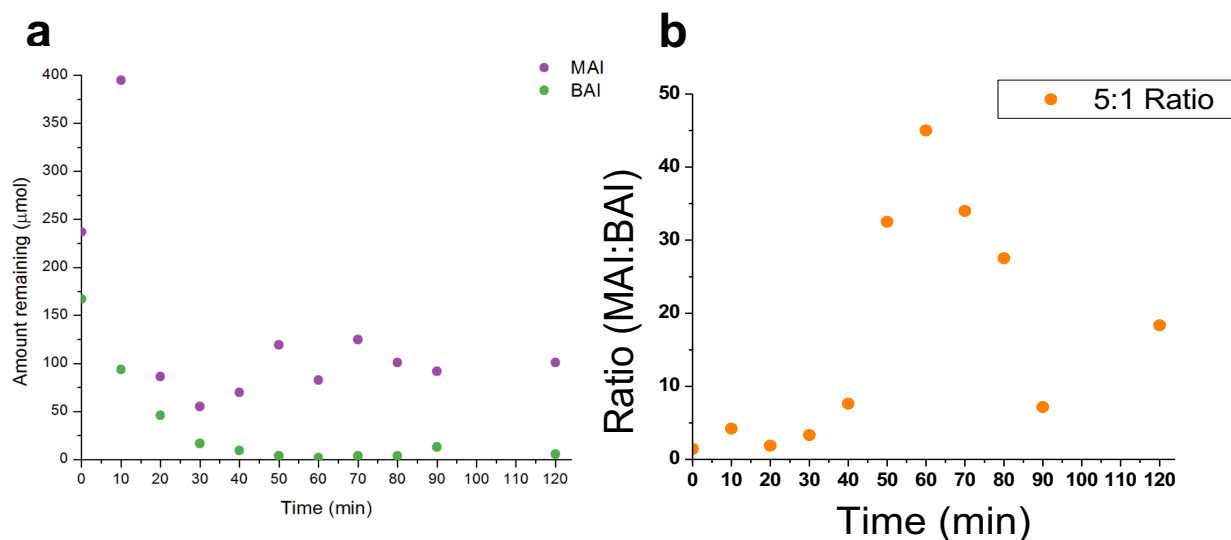 a
MAI
BAI
400
350
300
250
200
150
100
50
0
Amount remaining (μmol)
0 10 20 30 40 50 60 70 80 90 100 110 120
Time (min)
b
5:1 Ratio
50
40
30
20
10
0
Ratio (MAI:BAI)
0 10 20 30 40 50 60 70 80 90 100 110 120
Time (min)